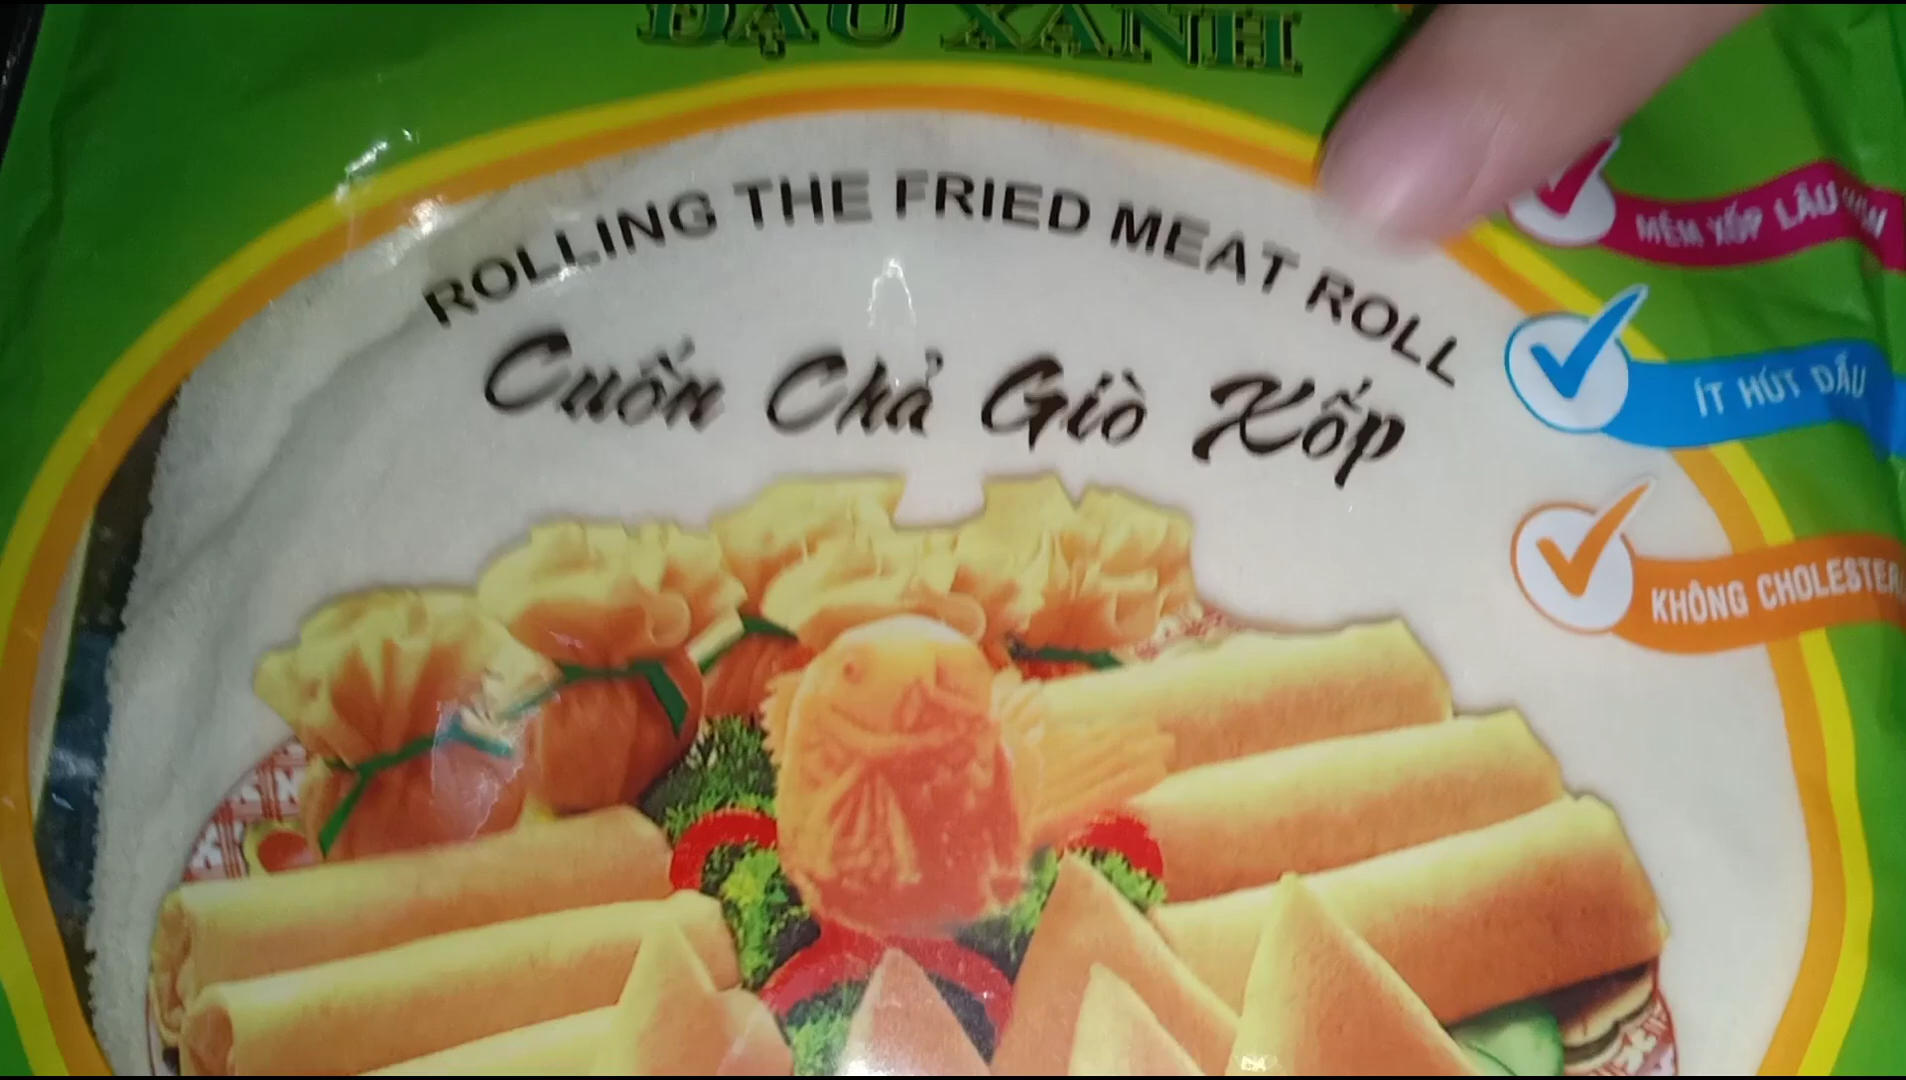 ĐẬU XANH
ROLLING THE FRIED MEAT ROLL
Cuốn Chả Giò Xốp
MỀM XỐP LÂU
ÍT HÚT DẦU
KHÔNG CHOLESTER